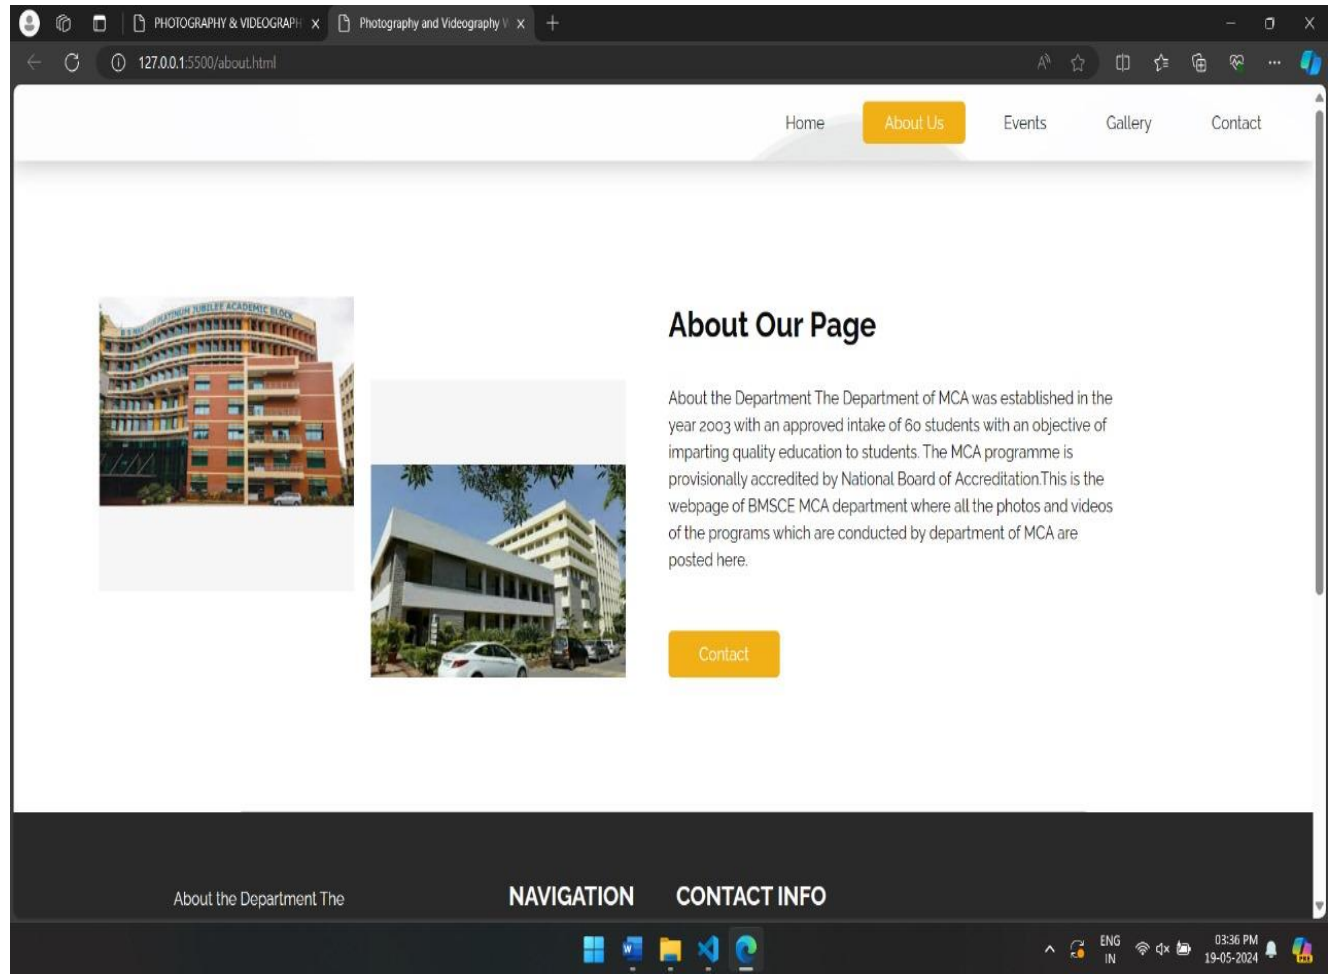 PHOTOGRAPHY & VIDEOGRAPH
Photography and Videography
127.0.0.1:5500/about.html
Home About Us Events Gallery Contact
PLATINUM JUBILEE ACADEMIC BLOCK
About Our Page
About the Department The Department of MCA was established in the
year 2003 with an approved intake of 60 students with an objective of
imparting quality education to students. The MCA programme is
provisionally accredited by National Board of Accreditation.This is the
webpage of BMSCE MCA department where all the photos and videos
of the programs which are conducted by department of MCA are
posted here.
Contact
About the Department The
NAVIGATION
CONTACT INFO
ENG
IN
03:36 PM
19-05-2024